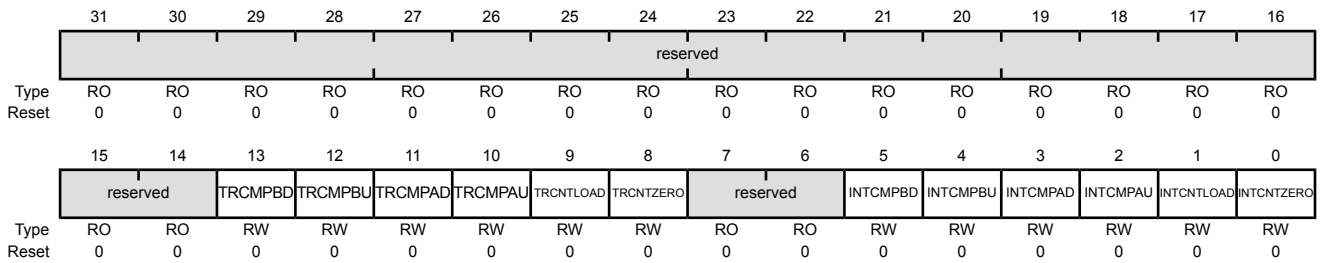 31 30 29 28 27 26 25 24 23 22 21 20 19 18 17 16
reserved
Type RO RO RO RO RO RO RO RO RO RO RO RO RO RO RO RO
Reset 0 0 0 0 0 0 0 0 0 0 0 0 0 0 0 0
15 14 13 12 11 10 9 8 7 6 5 4 3 2 1 0
reserved TRCMPBD TRCMPBU TRCMPAD TRCMPAU TRCNTLOAD TRCNTZERO reserved INTCMPBD INTCMPBU INTCMPAD INTCMPAU INTCNTLOAD INTCNTZERO
Type RO RO RW RW RW RW RW RW RO RO RW RW RW RW RW RW
Reset 0 0 0 0 0 0 0 0 0 0 0 0 0 0 0 0